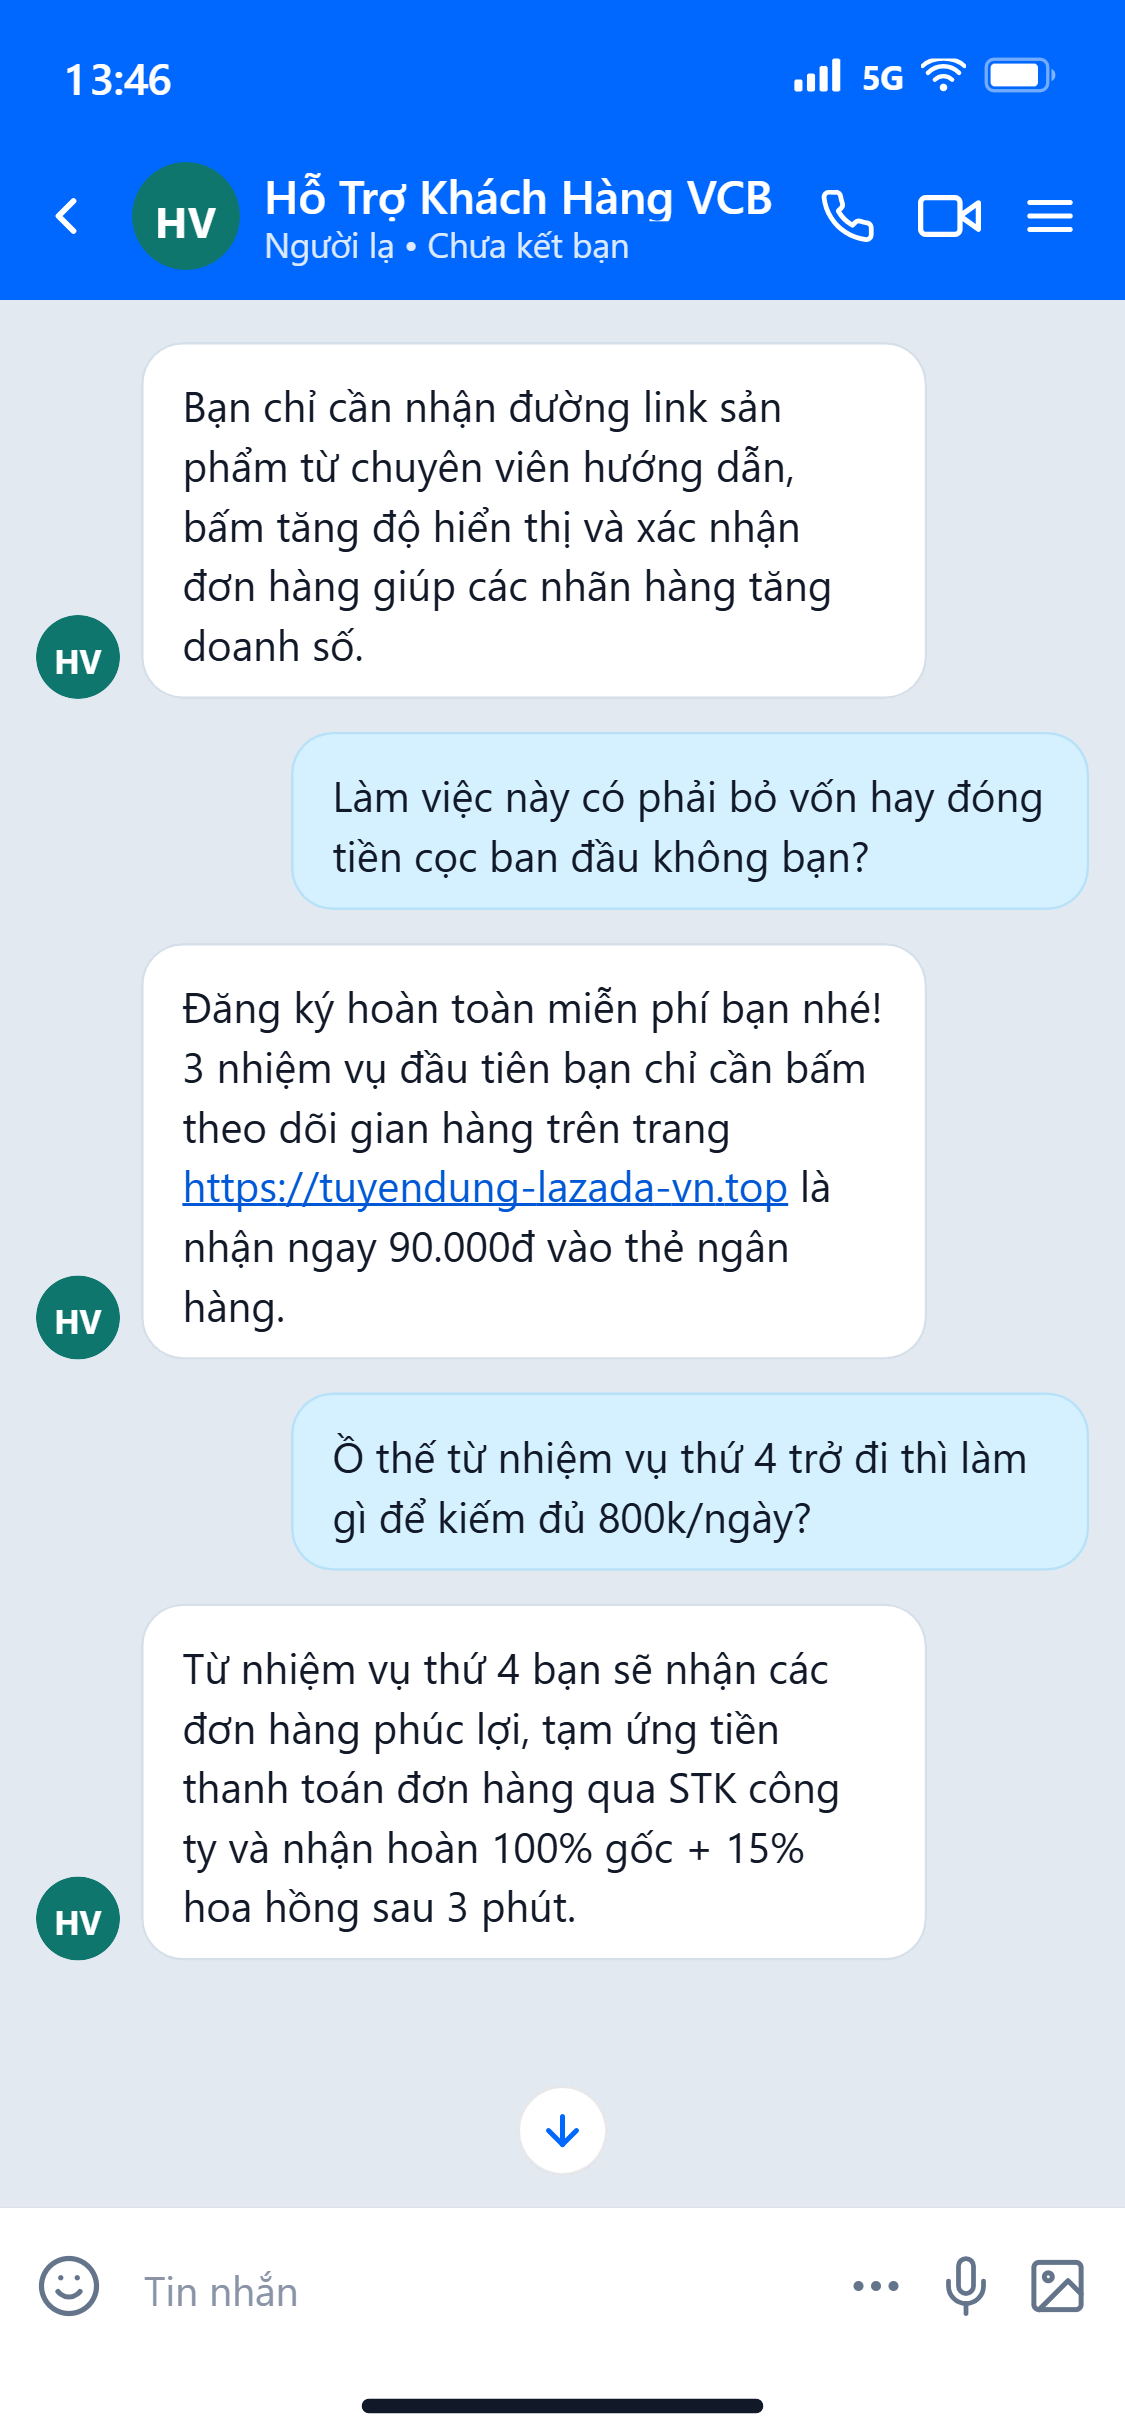 13:46
5G
HV
Hỗ Trợ Khách Hàng VCB
Người lạ • Chưa kết bạn
Bạn chỉ cần nhận đường link sản
phẩm từ chuyên viên hướng dẫn,
bấm tăng độ hiển thị và xác nhận
đơn hàng giúp các nhãn hàng tăng
doanh số.
HV
Làm việc này có phải bỏ vốn hay đóng
tiền cọc ban đầu không bạn?
Đăng ký hoàn toàn miễn phí bạn nhé!
3 nhiệm vụ đầu tiên bạn chỉ cần bấm
theo dõi gian hàng trên trang
https://tuyendung-lazada-vn.top là
nhận ngay 90.000đ vào thẻ ngân
hàng.
HV
Ồ thế từ nhiệm vụ thứ 4 trở đi thì làm
gì để kiếm đủ 800k/ngày?
Từ nhiệm vụ thứ 4 bạn sẽ nhận các
đơn hàng phúc lợi, tạm ứng tiền
thanh toán đơn hàng qua STK công
ty và nhận hoàn 100% gốc + 15%
hoa hồng sau 3 phút.
HV
Tin nhắn